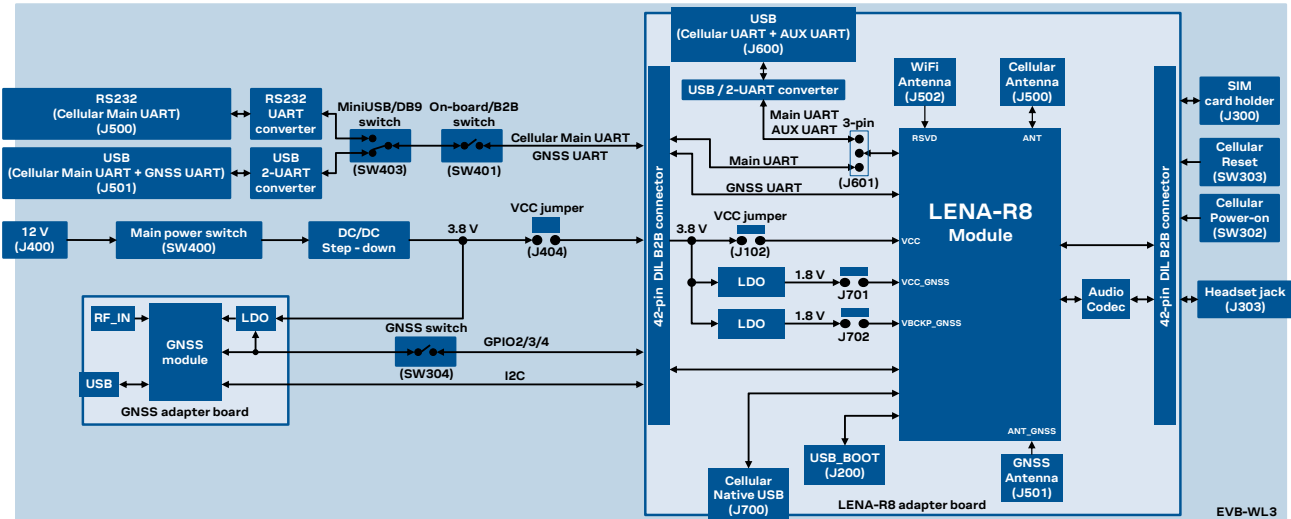 USB
(Cellular UART + AUX UART)
(J600)
USB / 2-UART converter
WiFi
Antenna
(J502)
Cellular
Antenna
(J500)
RS232
(Cellular Main UART)
(J500)
RS232
UART
converter
MiniUSB/DB9
switch
On-board/B2B
switch
USB
(Cellular Main UART + GNSS UART)
(J501)
USB
2-UART
converter
(SW403)
(SW401)
Cellular Main UART
GNSS UART
Main UART
AUX UART
3-pin
Main UART
(J601)
GNSS UART
RSVD
ANT
SIM
card holder
(J300)
Cellular
Reset
(SW303)
Cellular
Power-on
(SW302)
42-pin DIL B2B connector
LENA-R8
Module
42-pin DIL B2B connector
12 V
(J400)
Main power switch
(SW400)
DC/DC
Step - down
3.8 V
VCC jumper
(J404)
3.8 V
VCC jumper
(J102)
VCC
LDO
1.8 V
J701
VCC_GNSS
LDO
1.8 V
J702
VBCKP_GNSS
Audio
Codec
Headset jack
(J303)
RF_IN
GNSS
module
LDO
USB
GNSS adapter board
GNSS switch
(SW304)
GPIO2/3/4
I2C
ANT_GNSS
USB_BOOT
(J200)
Cellular
Native USB
(J700)
GNSS
Antenna
(J501)
LENA-R8 adapter board
EVB-WL3